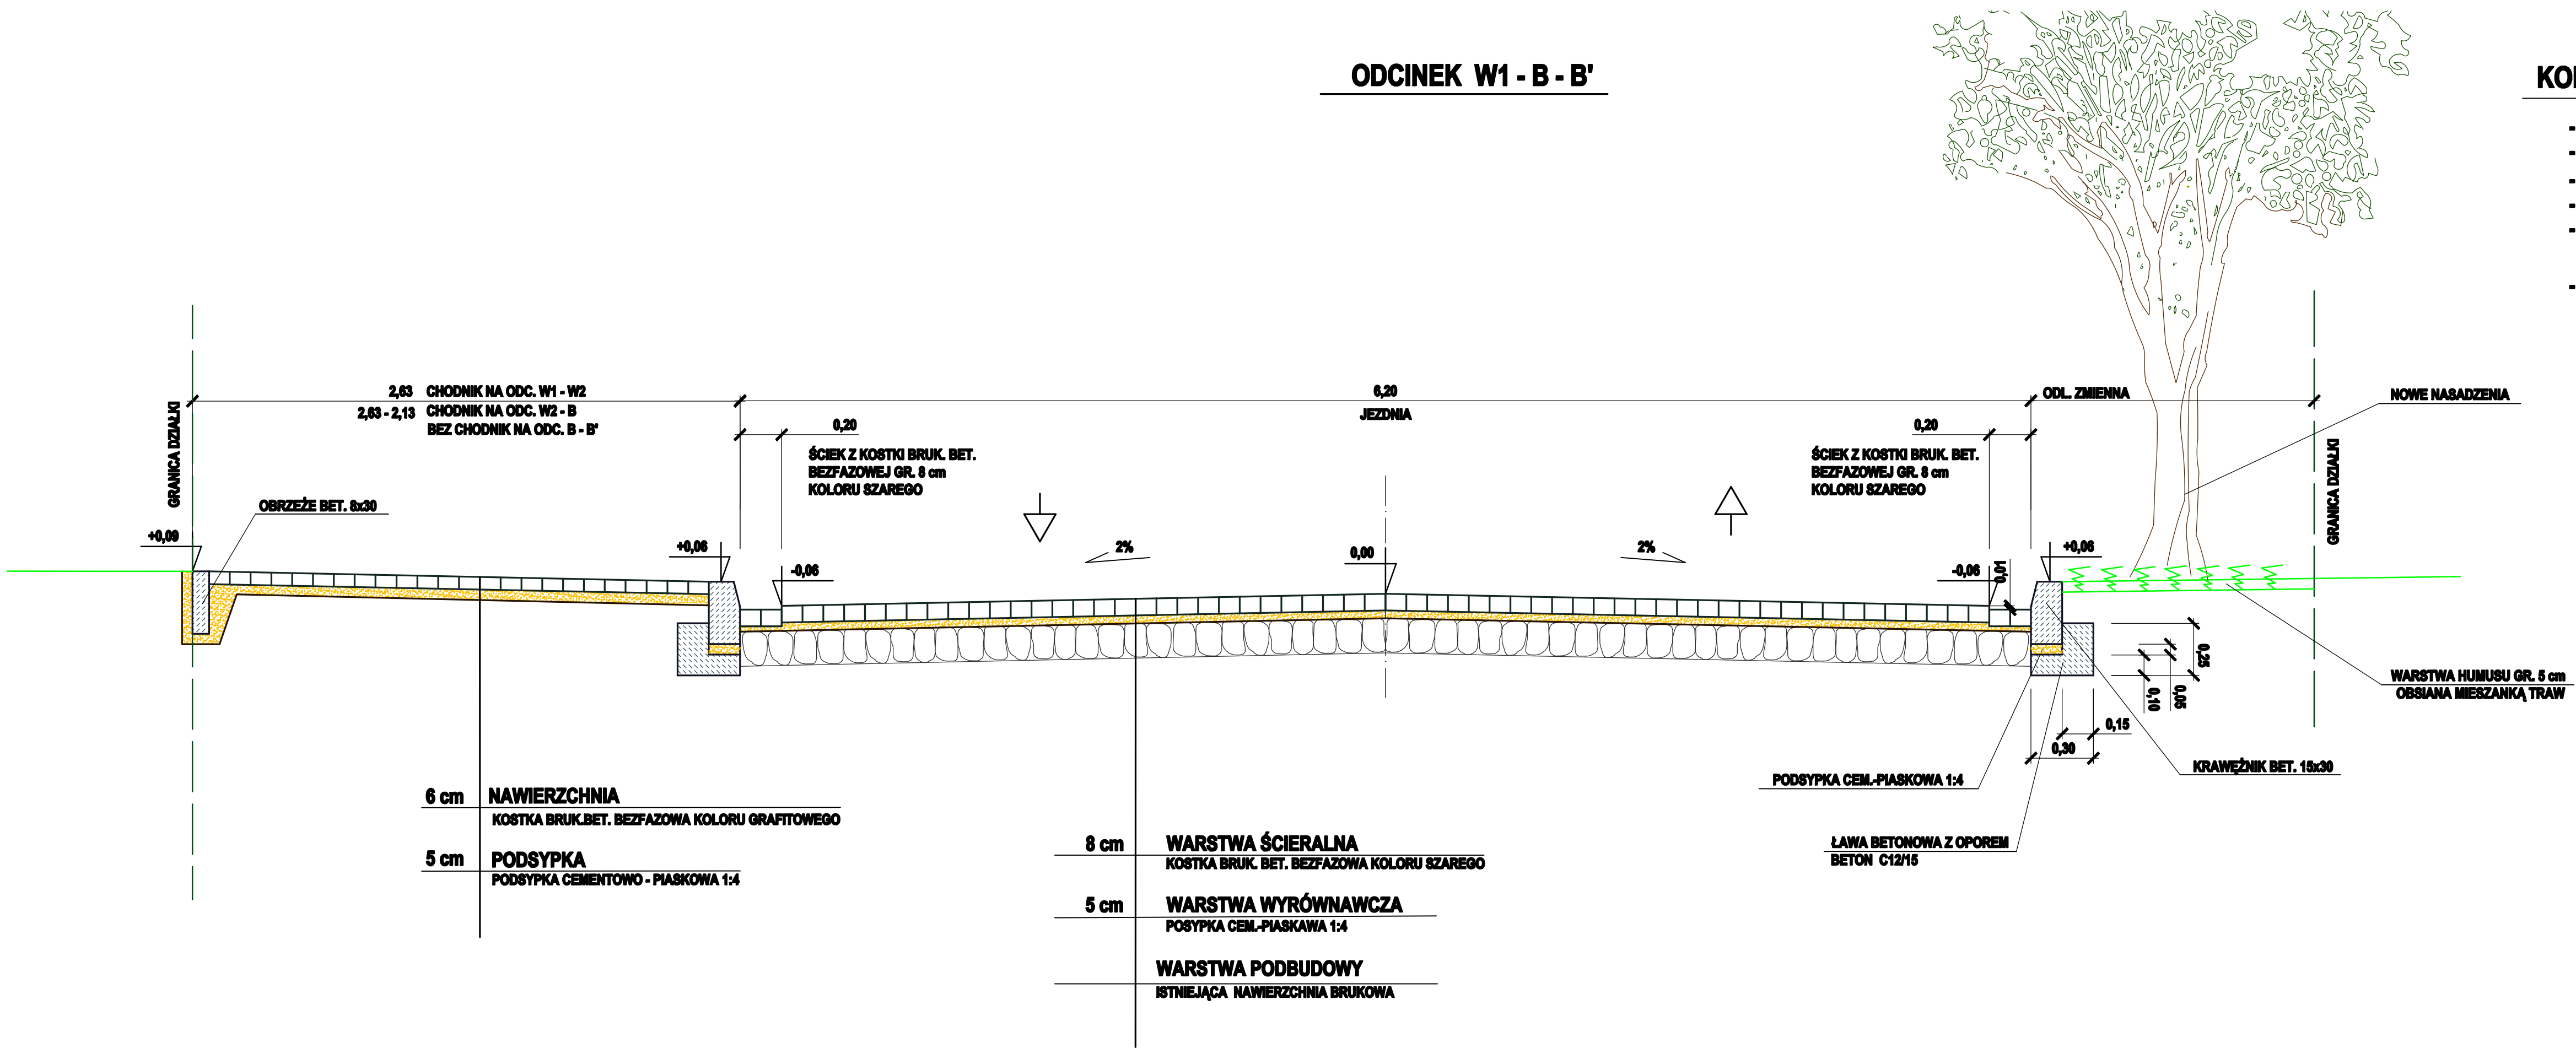 ODCINEK W1 - B - B'
2,63 CHODNIK NA ODC. W1 - W2
2,63 - 2,13 CHODNIK NA ODC. W2 - B
BEZ CHODNIK NA ODC. B - B'
GRANICA DZIAŁKI
6,20
JEZDNIA
ODL. ZMIENNA
NOWE NASADZENIA
0,20
ŚCIEK Z KOSTKI BRUK. BET.
BEZFAZOWEJ GR. 8 cm
KOLORU SZAREGO
0,20
ŚCIEK Z KOSTKI BRUK. BET.
BEZFAZOWEJ GR. 8 cm
KOLORU SZAREGO
GRANICA DZIAŁKI
OBRZEŻE BET. 8x30
+0,09
+0,06
-0,06
2%
0,00
2%
-0,06
0,01
+0,06
0,25
0,05
0,10
0,15
0,30
WARSTWA HUMUSU GR. 5 cm
OBSIANA MIESZANKĄ TRAW
KRAWĘŻNIK BET. 15x30
PODSYPKA CEM.-PIASKOWA 1:4
ŁAWA BETONOWA Z OPOREM
BETON C12/15
6 cm NAWIERZCHNIA
KOSTKA BRUK.BET. BEZFAZOWA KOLORU GRAFITOWEGO
5 cm PODSYPKA
PODSYPKA CEMENTOWO - PIASKOWA 1:4
8 cm WARSTWA ŚCIERALNA
KOSTKA BRUK. BET. BEZFAZOWA KOLORU SZAREGO
5 cm WARSTWA WYRÓWNAWCZA
POSYPKA CEM.-PIASKAWA 1:4
WARSTWA PODBUDOWY
ISTNIEJĄCA NAWIERZCHNIA BRUKOWA